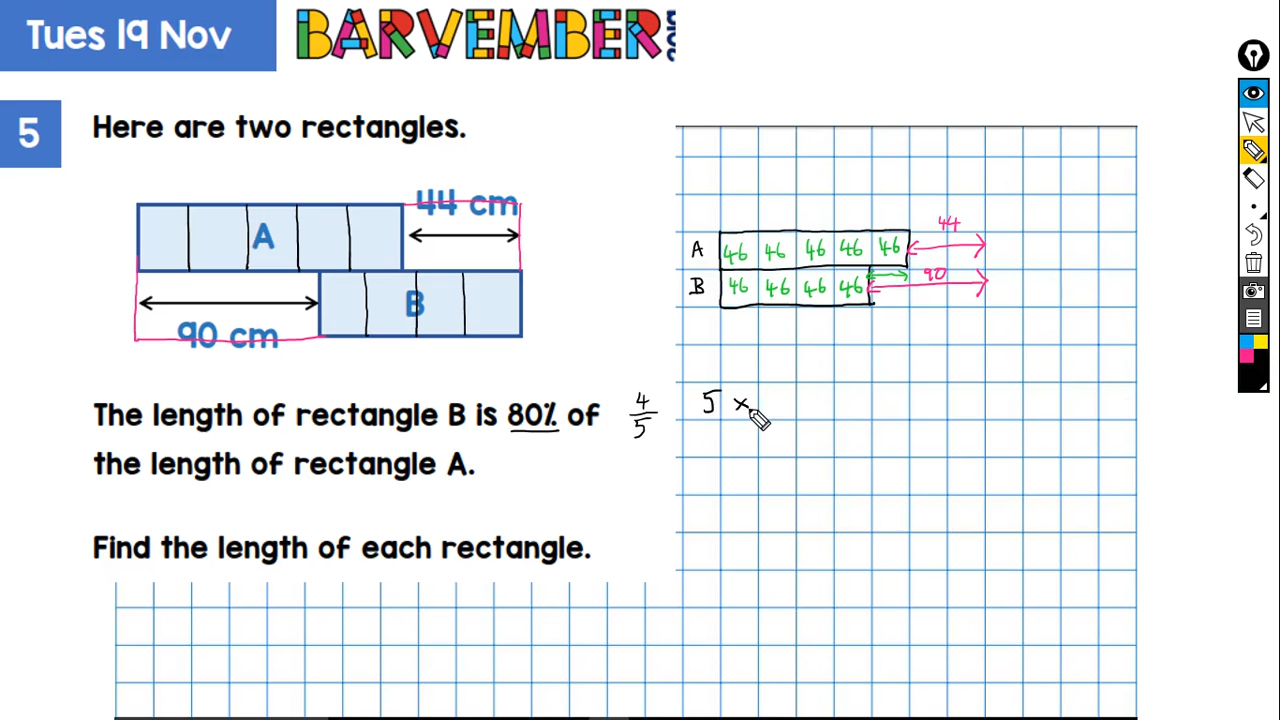 Tues 19 Nov
BARVEMBER
5
Here are two rectangles.
A
44 cm
90 cm
B
The length of rectangle B is 80% of
the length of rectangle A.
Find the length of each rectangle.
44
A 46 46 46 46 46
B 46 46 46 46 90
4
5
5 ×